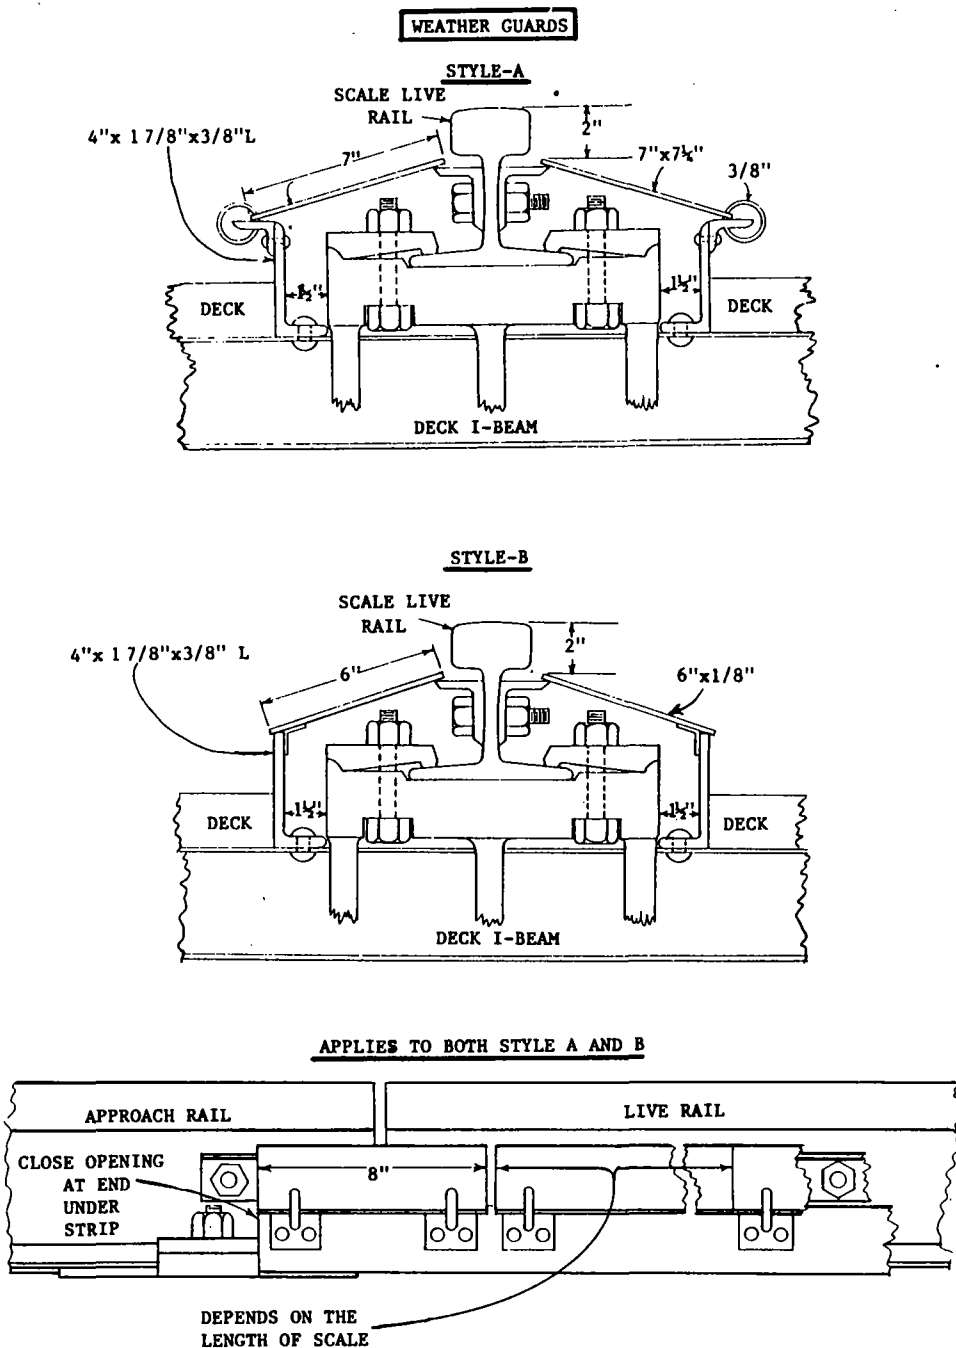 WEATHER GUARDS
STYLE-A
SCALE LIVE
RAIL
4"x 1 7/8"x3/8"L
7"
2"
7"x7¼"
3/8"
DECK
1½"
1½"
DECK
DECK I-BEAM
STYLE-B
SCALE LIVE
RAIL
4"x 1 7/8"x3/8" L
6"
2"
6"x1/8"
DECK
1½"
1½"
DECK
DECK I-BEAM
APPLIES TO BOTH STYLE A AND B
APPROACH RAIL
LIVE RAIL
CLOSE OPENING
AT END
UNDER
STRIP
8"
DEPENDS ON THE
LENGTH OF SCALE